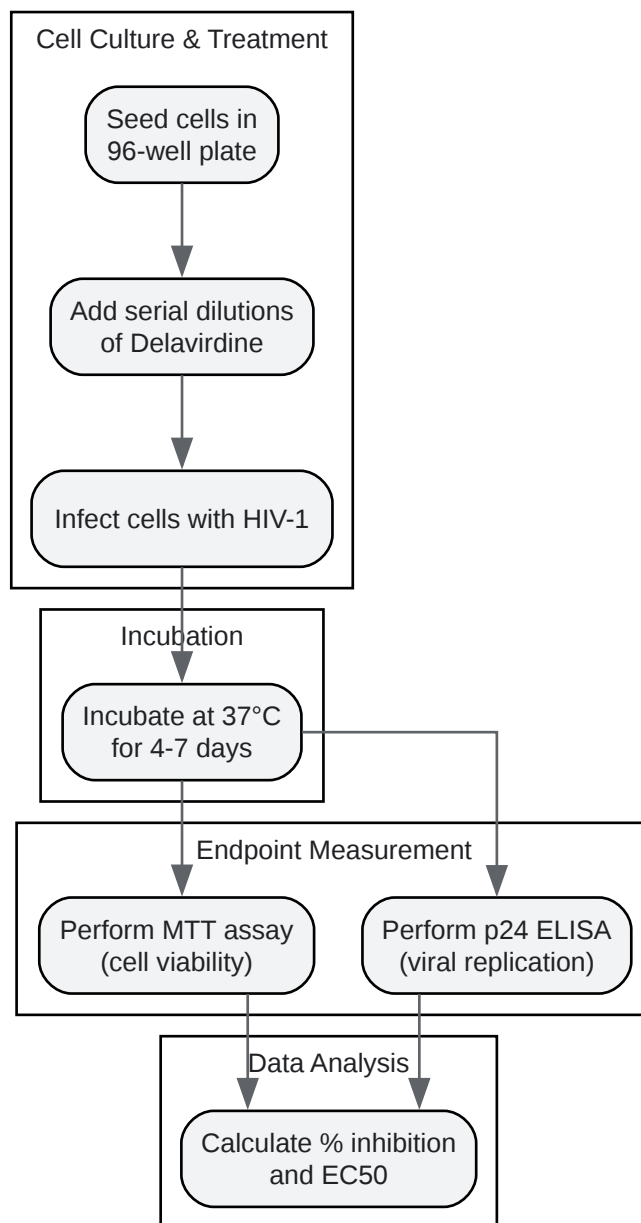 Cell Culture & Treatment
Seed cells in
96-well plate
Add serial dilutions
of Delavirdine
Infect cells with HIV-1
Incubation
Incubate at 37°C
for 4-7 days
Endpoint Measurement
Perform MTT assay
(cell viability)
Perform p24 ELISA
(viral replication)
Data Analysis
Calculate % inhibition
and EC50